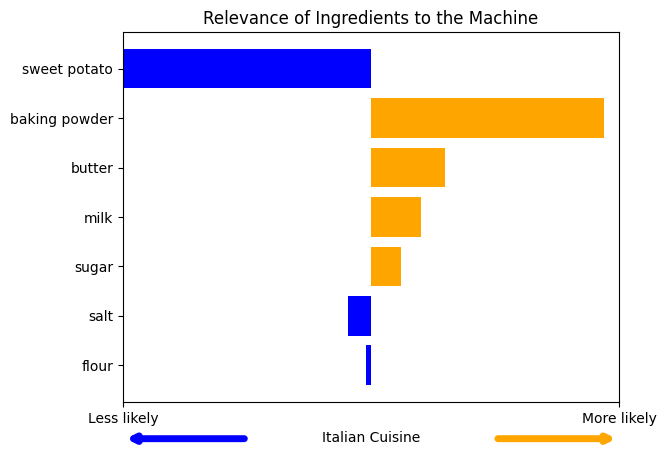 Relevance of Ingredients to the Machine
sweet potato
baking powder
butter
milk
sugar
salt
flour
Less likely
More likely
Italian Cuisine